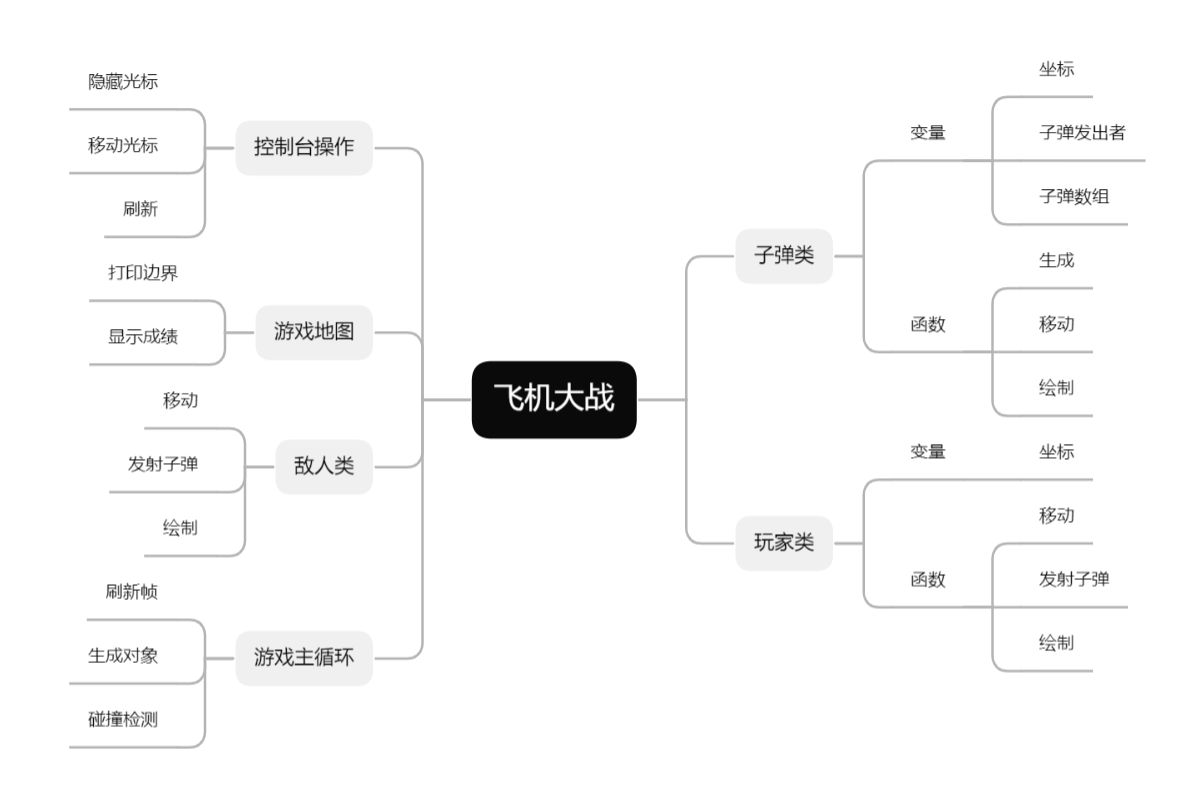 飞机大战
控制台操作
隐藏光标
移动光标
刷新
游戏地图
打印边界
显示成绩
敌人类
移动
发射子弹
绘制
游戏主循环
刷新帧
生成对象
碰撞检测
子弹类
变量
坐标
子弹发出者
子弹数组
函数
生成
移动
绘制
玩家类
变量
坐标
函数
移动
发射子弹
绘制